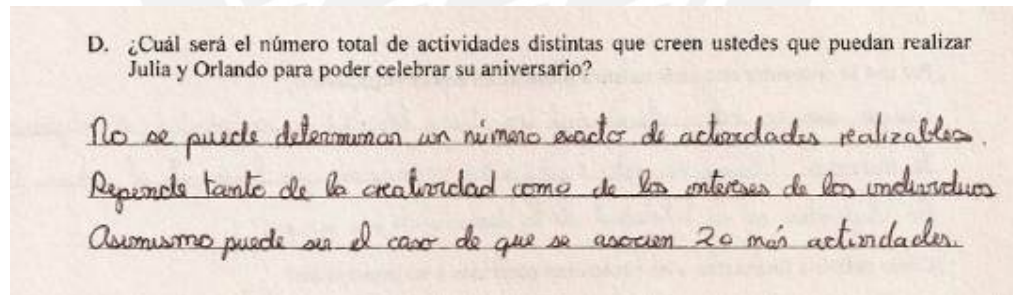 D. ¿Cuál será el número total de actividades distintas que creen ustedes que puedan realizar
Julia y Orlando para poder celebrar su aniversario?
No se puede determinar un número exacto de actividades realizables.
Depende tanto de la creatividad como de los intereses de los individuos
Asimismo puede ser el caso de que se asocien 2 o más actividades.